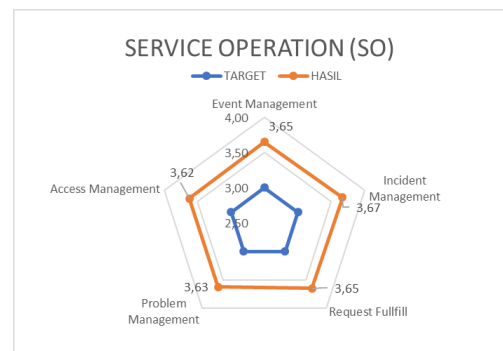 SERVICE OPERATION (SO)
TARGET HASIL
Event Management
4,00
3,65
3,50
3,62
Access Management
Incident
Management
3,00
3,67
2,50
3,63
3,65
Problem
Management
Request Fullfill